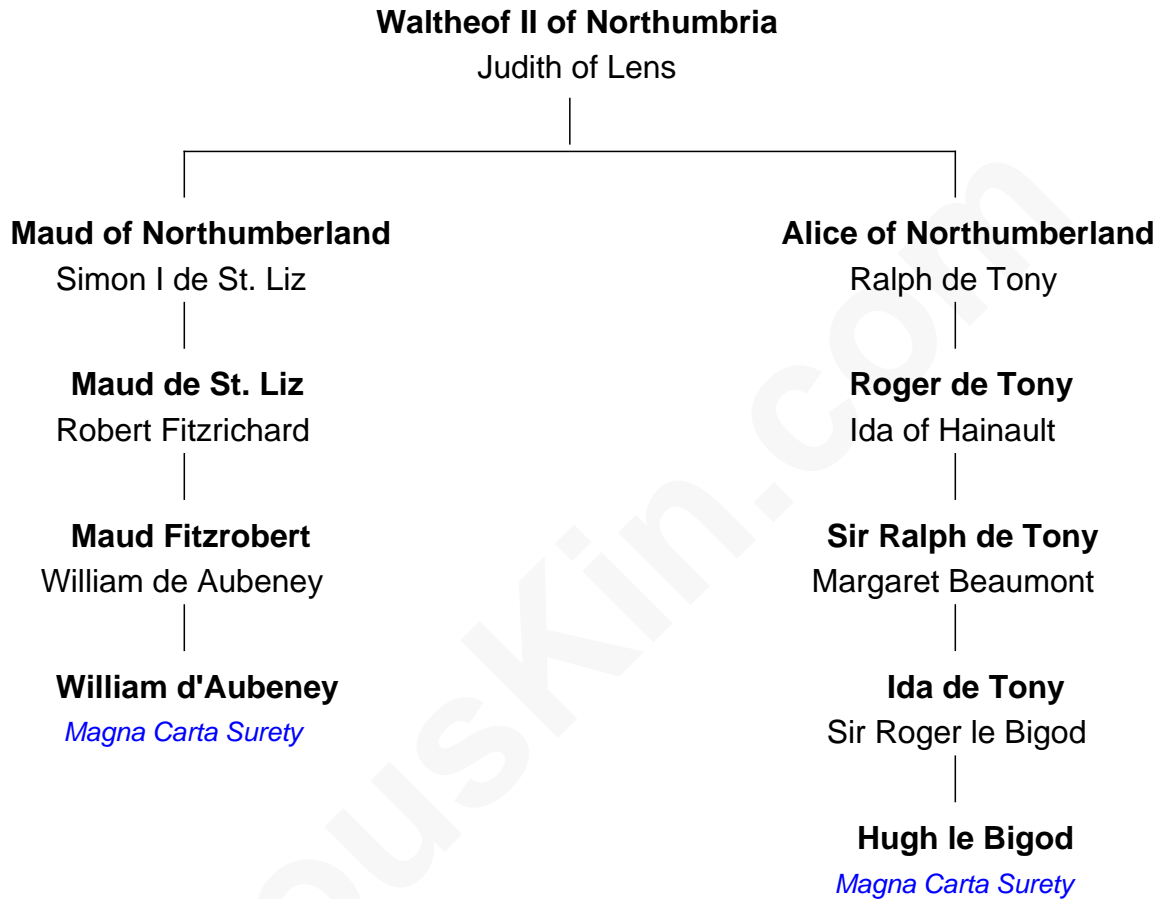 Waltheof II of Northumbria
Judith of Lens
Maud of Northumberland
Simon I de St. Liz
Maud de St. Liz
Robert Fitzrichard
Maud Fitzrobert
William de Aubeney
William d'Aubeney
Magna Carta Surety
Alice of Northumberland
Ralph de Tony
Roger de Tony
Ida of Hainault
Sir Ralph de Tony
Margaret Beaumont
Ida de Tony
Sir Roger le Bigod
Hugh le Bigod
Magna Carta Surety
ousKin.com